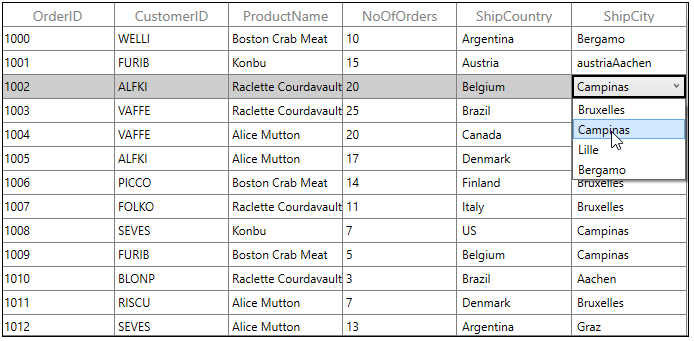 OrderID CustomerID ProductName NoOfOrders ShipCountry ShipCity
1000 WELLI Boston Crab Meat 10 Argentina Bergamo
1001 FURIB Konbu 15 Austria austriaAachen
1002 ALFKI Raclette Courdavault 20 Belgium Campinas
1003 VAFFE Raclette Courdavault 25 Brazil Bruxelles
1004 VAFFE Alice Mutton 20 Canada Campinas
1005 ALFKI Alice Mutton 17 Denmark Lille
1006 PICCO Boston Crab Meat 14 Finland Bergamo
Bruxelles
1007 FOLKO Raclette Courdavault 11 Italy Bruxelles
1008 SEVES Konbu 7 US Campinas
1009 FURIB Boston Crab Meat 5 Belgium Campinas
1010 BLONP Raclette Courdavault 3 Brazil Aachen
1011 RISCU Alice Mutton 7 Denmark Bruxelles
1012 SEVES Alice Mutton 13 Argentina Graz